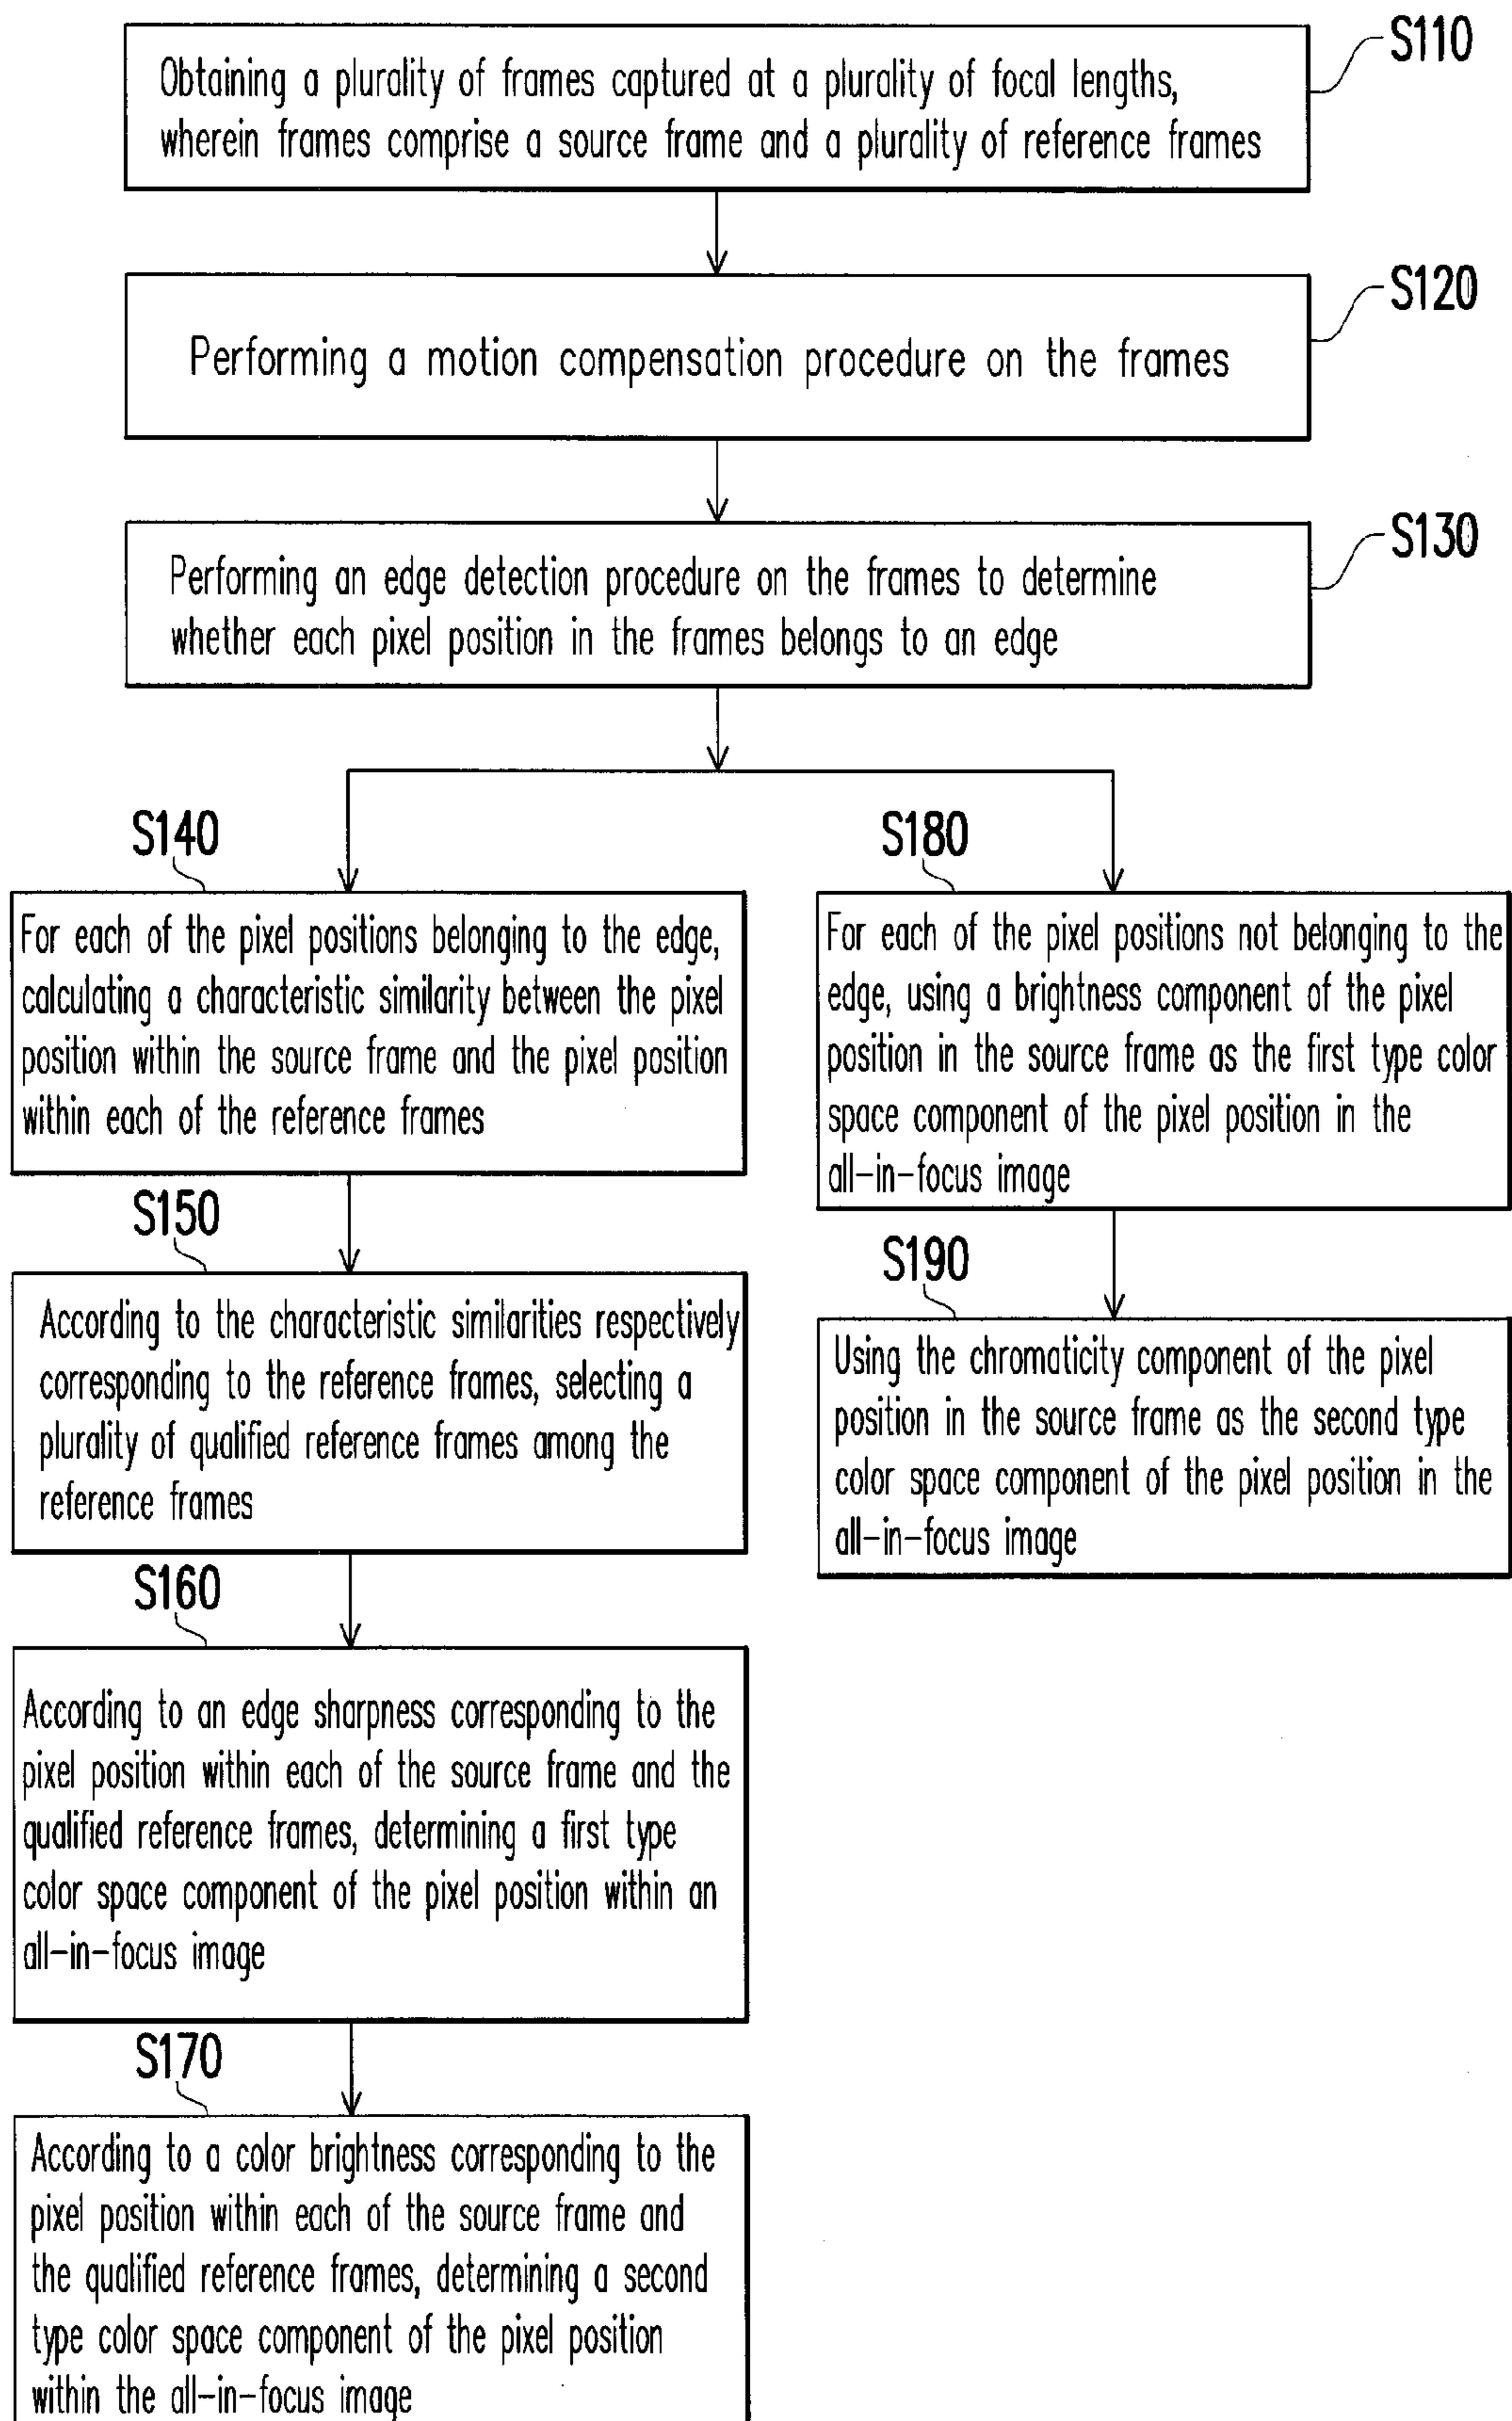 S110
Obtaining a plurality of frames captured at a plurality of focal lengths,
wherein frames comprise a source frame and a plurality of reference frames
S120
Performing a motion compensation procedure on the frames
S130
Performing an edge detection procedure on the frames to determine
whether each pixel position in the frames belongs to an edge
S140
For each of the pixel positions belonging to the edge,
calculating a characteristic similarity between the pixel
position within the source frame and the pixel position
within each of the reference frames
S150
According to the characteristic similarities respectively
corresponding to the reference frames, selecting a
plurality of qualified reference frames among the
reference frames
S160
According to an edge sharpness corresponding to the
pixel position within each of the source frame and the
qualified reference frames, determining a first type
color space component of the pixel position within an
all-in-focus image
S170
According to a color brightness corresponding to the
pixel position within each of the source frame and
the qualified reference frames, determining a second
type color space component of the pixel position
within the all-in-focus image
S180
For each of the pixel positions not belonging to the
edge, using a brightness component of the pixel
position in the source frame as the first type color
space component of the pixel position in the
all-in-focus image
S190
Using the chromaticity component of the pixel
position in the source frame as the second type
color space component of the pixel position in the
all-in-focus image